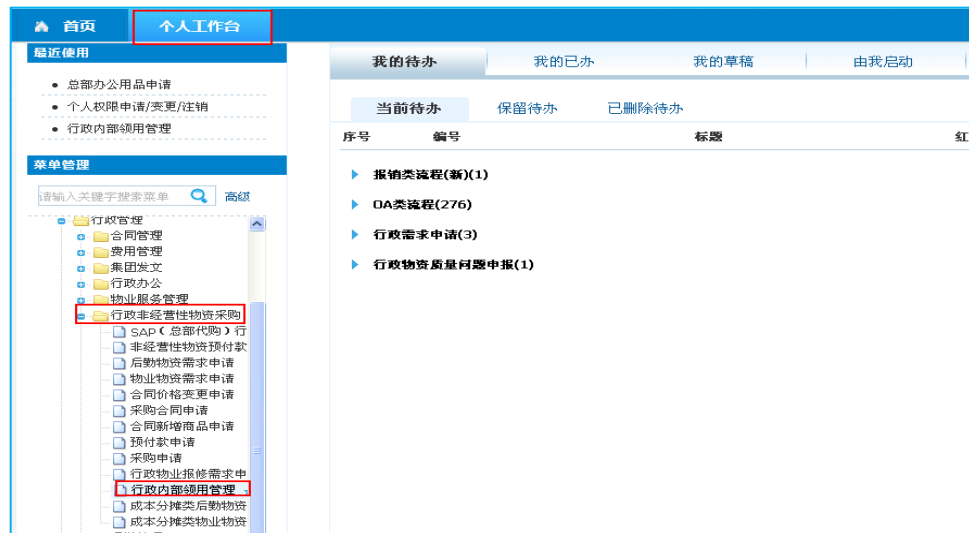 首页 个人工作台
最近使用
总部办公用品申请
个人权限申请/变更/注销
行政内部领用管理
菜单管理
请输入关键字搜索菜单 高级
行政管理
合同管理
费用管理
集团发文
行政办公
物业服务管理
行政非经营性物资采购
SAP（总部代购）行
非经营性物资预付款
后勤物资需求申请
物业物资需求申请
合同价格变更申请
采购合同申请
合同新增商品申请
预付款申请
采购申请
行政物业报修需求申
行政内部领用管理
成本分摊类后勤物资
成本分摊类物业物资
我的待办 我的已办 我的草稿 由我启动
当前待办 保留待办 已删除待办
序号 编号 标题 红
报销类流程(新)(1)
OA类流程(276)
行政需求申请(3)
行政物资质量问题申报(1)